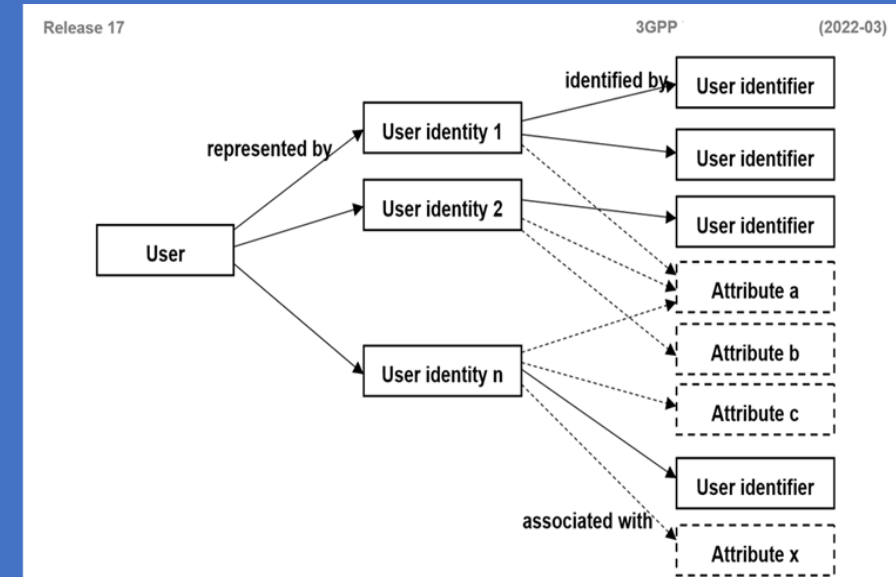 Release 17 3GPP (2022-03)
identified by
User identifier
User identity 1
represented by
User identifier
User identity 2
User identifier
User
Attribute a
Attribute b
User identity n
Attribute c
User identifier
associated with
Attribute x